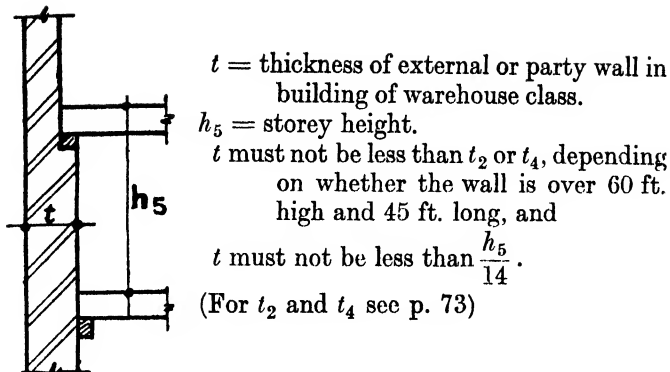 t
t = thickness of external or party wall in
building of warehouse class.
h₅ = storey height.
t must not be less than t₂ or t₄, depending
on whether the wall is over 60 ft.
high and 45 ft. long, and
t
h₅
t must not be less than h₅/14.
(For t₂ and t₄ see p. 73)